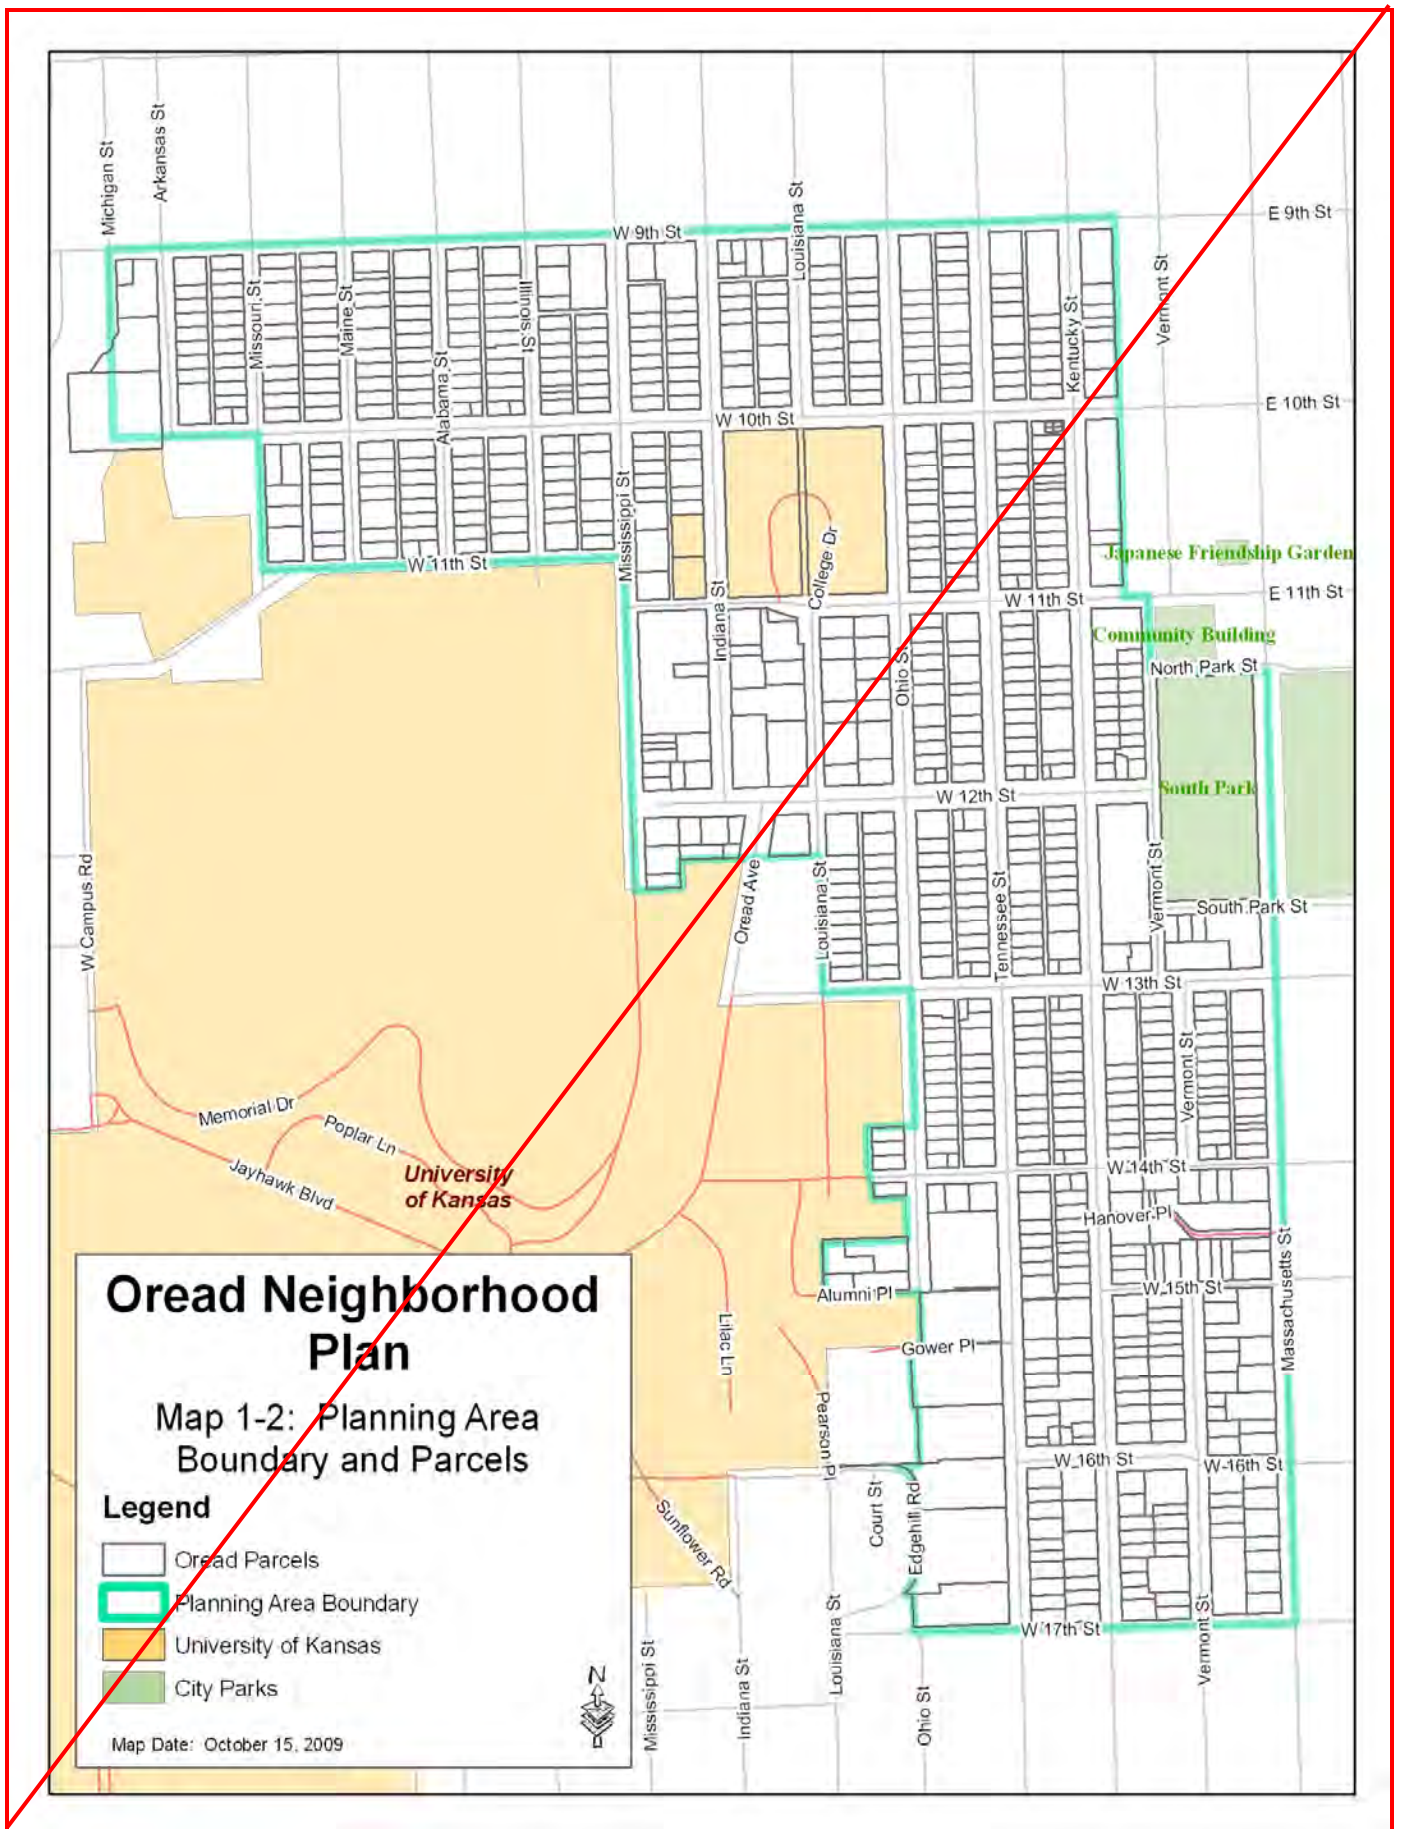 Michigan St
Arkansas St
Louisiana St
W 9th St
E 9th St
Vermont St
Missouri St
Maine St
Alabama St
Illinois St
Kentucky St
W 10th St
E 10th St
Mississippi St
College Dr
Japanese Friendship Garden
W 11th St
W 11th St
E 11th St
Indiana St
Ohio St
Community Building
North Park St
South Park
W 12th St
W Campus Rd
Oread Ave
Louisiana St
Tennessee St
Vermont St
South Park St
W 13th St
Vermont St
Memorial Dr
Poplar Ln
Jayhawk Blvd
University
of Kansas
W 14th St
Hanover Pl
Massachusetts St
W 15th St
Alumni Pl
Gower Pl
Lilac Ln
Pearson Pl
W 16th St
W 16th St
Court St
Edgehill Rd
Sunflower Rd
W 17th St
Mississippi St
Indiana St
Louisiana St
Ohio St
Vermont St
Oread Neighborhood
Plan
Map 1-2: Planning Area
Boundary and Parcels
Legend
Oread Parcels
Planning Area Boundary
University of Kansas
City Parks
N
Map Date: October 15, 2009